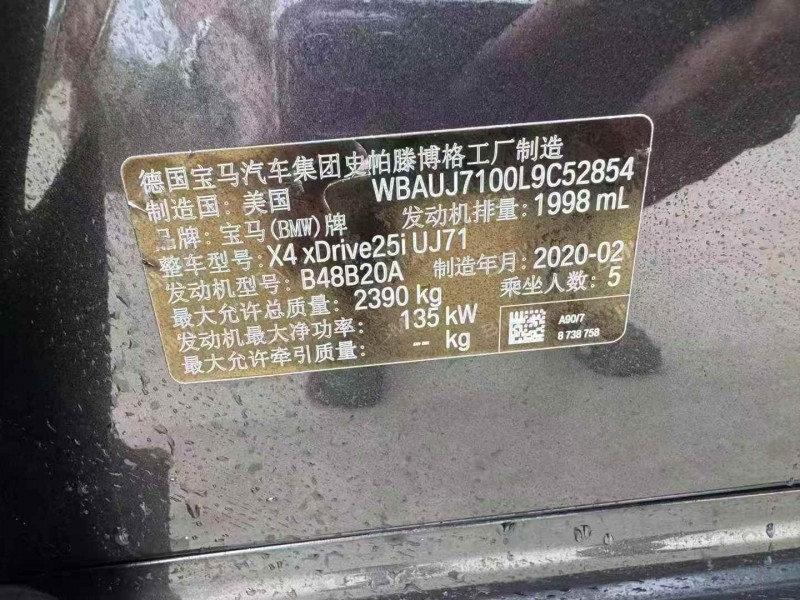 德国宝马汽车集团史帕滕博格工厂制造
制造国: 美国 WBAUJ7100L9C52854
品牌: 宝马(BMW)牌 发动机排量: 1998 mL
整车型号: X4 xDrive25i UJ71
发动机型号: B48B20A 制造年月: 2020-02
最大允许总质量: 2390 kg 乘坐人数: 5
发动机最大净功率: 135 kW
最大允许牵引质量: -- kg
A90/7
8 738 758